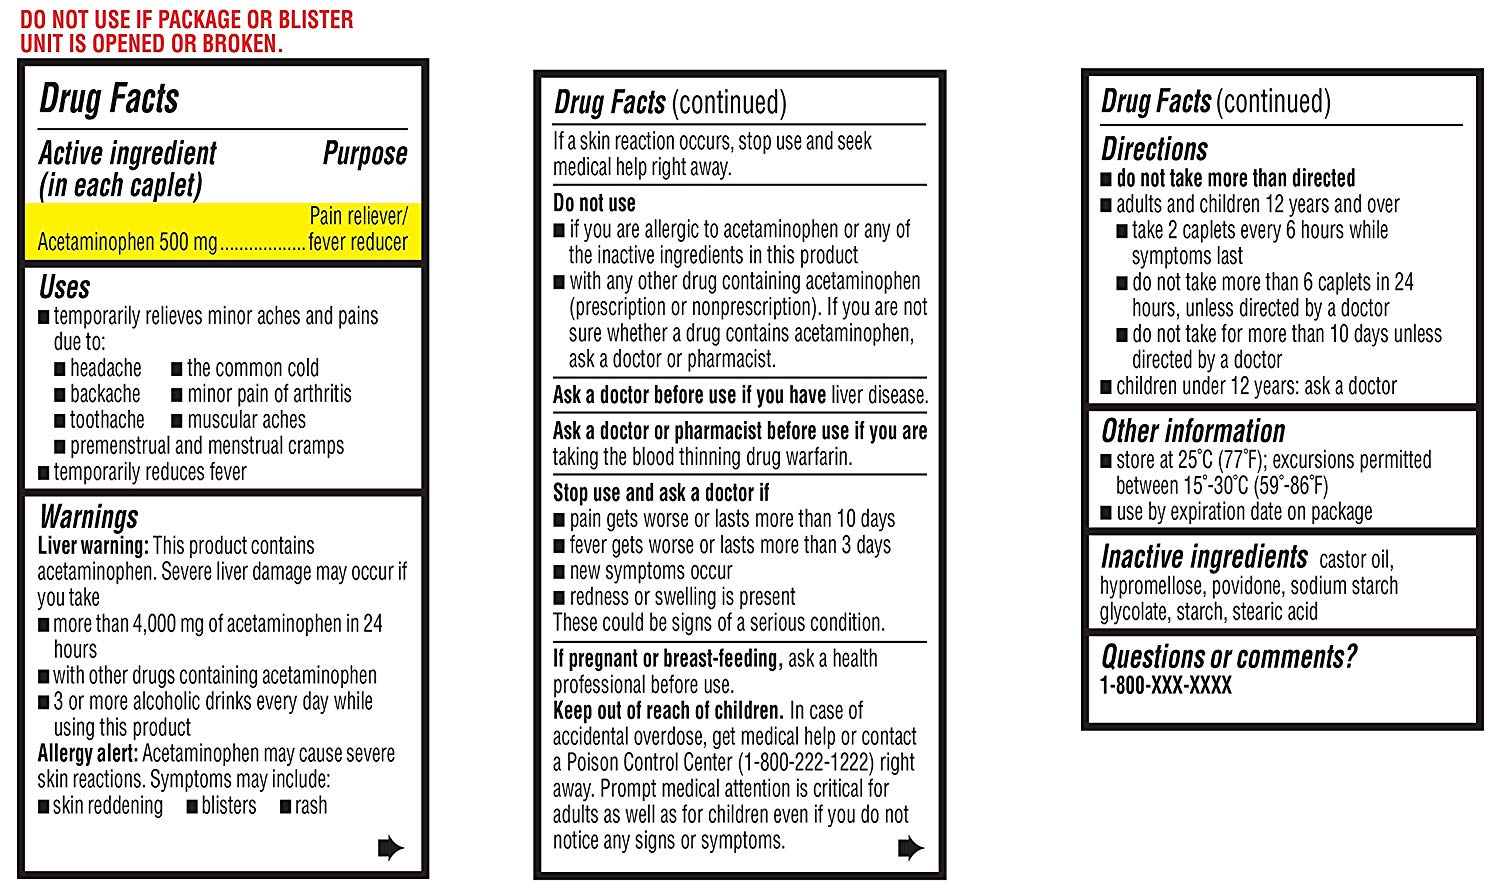 DO NOT USE IF PACKAGE OR BLISTER
UNIT IS OPENED OR BROKEN.
Drug Facts
Active ingredient Purpose
(in each caplet)
Pain reliever/
Acetaminophen 500 mg.................. fever reducer
Uses
■ temporarily relieves minor aches and pains
due to:
■ headache ■ the common cold
■ backache ■ minor pain of arthritis
■ toothache ■ muscular aches
■ premenstrual and menstrual cramps
■ temporarily reduces fever
Warnings
Liver warning: This product contains
acetaminophen. Severe liver damage may occur if
you take
■ more than 4,000 mg of acetaminophen in 24
hours
■ with other drugs containing acetaminophen
■ 3 or more alcoholic drinks every day while
using this product
Allergy alert: Acetaminophen may cause severe
skin reactions. Symptoms may include:
■ skin reddening ■ blisters ■ rash
Drug Facts (continued)
If a skin reaction occurs, stop use and seek
medical help right away.
Do not use
■ if you are allergic to acetaminophen or any of
the inactive ingredients in this product
■ with any other drug containing acetaminophen
(prescription or nonprescription). If you are not
sure whether a drug contains acetaminophen,
ask a doctor or pharmacist.
Ask a doctor before use if you have liver disease.
Ask a doctor or pharmacist before use if you are
taking the blood thinning drug warfarin.
Stop use and ask a doctor if
■ pain gets worse or lasts more than 10 days
■ fever gets worse or lasts more than 3 days
■ new symptoms occur
■ redness or swelling is present
These could be signs of a serious condition.
If pregnant or breast-feeding, ask a health
professional before use.
Keep out of reach of children. In case of
accidental overdose, get medical help or contact
a Poison Control Center (1-800-222-1222) right
away. Prompt medical attention is critical for
adults as well as for children even if you do not
notice any signs or symptoms.
Drug Facts (continued)
Directions
■ do not take more than directed
■ adults and children 12 years and over
■ take 2 caplets every 6 hours while
symptoms last
■ do not take more than 6 caplets in 24
hours, unless directed by a doctor
■ do not take for more than 10 days unless
directed by a doctor
■ children under 12 years: ask a doctor
Other information
■ store at 25˚C (77˚F); excursions permitted
between 15˚-30˚C (59˚-86˚F)
■ use by expiration date on package
Inactive ingredients castor oil,
hypromellose, povidone, sodium starch
glycolate, starch, stearic acid
Questions or comments?
1-800-XXX-XXXX